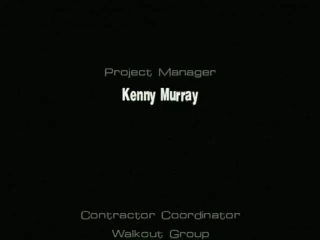 Project Manager
Kenny Murray
Contractor Coordinator
Walkout Group